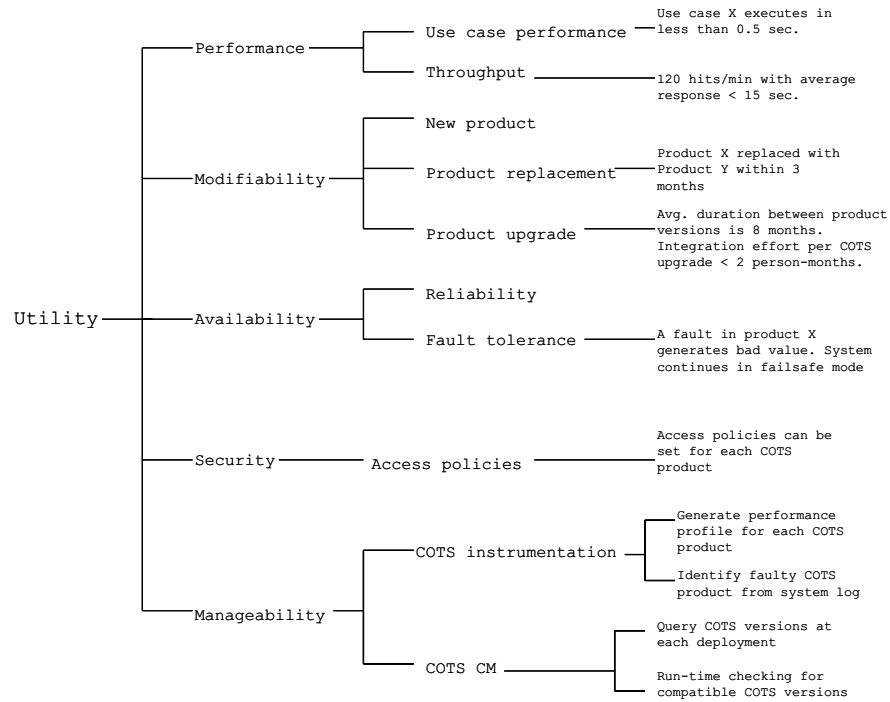 Utility
Performance
Use case performance
Use case X executes in
less than 0.5 sec.
Throughput
120 hits/min with average
response < 15 sec.
Modifiability
New product
Product replacement
Product X replaced with
Product Y within 3
months
Product upgrade
Avg. duration between product
versions is 8 months.
Integration effort per COTS
upgrade < 2 person-months.
Availability
Reliability
Fault tolerance
A fault in product X
generates bad value. System
continues in failsafe mode
Security
Access policies
Access policies can be
set for each COTS
product
Manageability
COTS instrumentation
Generate performance
profile for each COTS
product
Identify faulty COTS
product from system log
COTS CM
Query COTS versions at
each deployment
Run-time checking for
compatible COTS versions